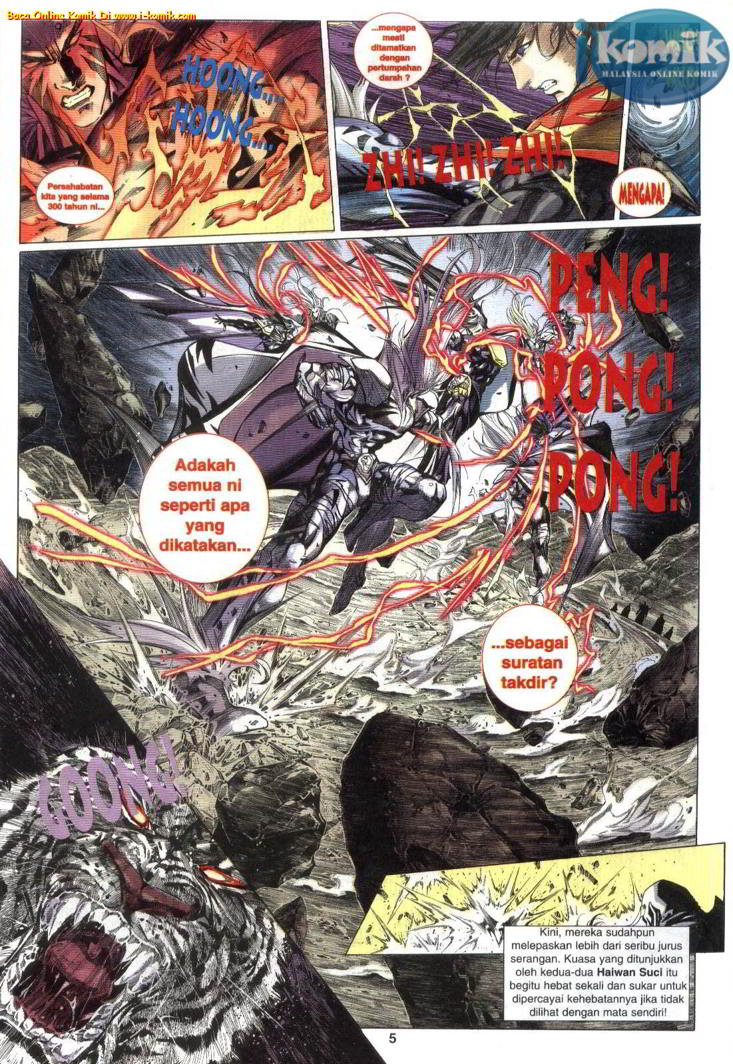 Baca Online Komik Di www.i-komik.com
i komik
MALAYSIA ONLINE KOMIK
HOONG....
HOONG....
Persahabatan
kita yang selama
300 tahun ni...
...mengapa
mesti
ditamatkan
dengan
pertumpahan
darah ?
ZHI! ZHI! ZHI!
MENGAPA!
PENG!
PONG!
PONG!
Adakah
semua ni
seperti apa
yang
dikatakan...
...sebagai
suratan
takdir?
GOONG!
Kini, mereka sudahpun
melepaskan lebih dari seribu jurus
serangan. Kuasa yang ditunjukkan
oleh kedua-dua Haiwan Suci itu
begitu hebat sekali dan sukar untuk
dipercayai kehebatannya jika tidak
dilihat dengan mata sendiri!
5